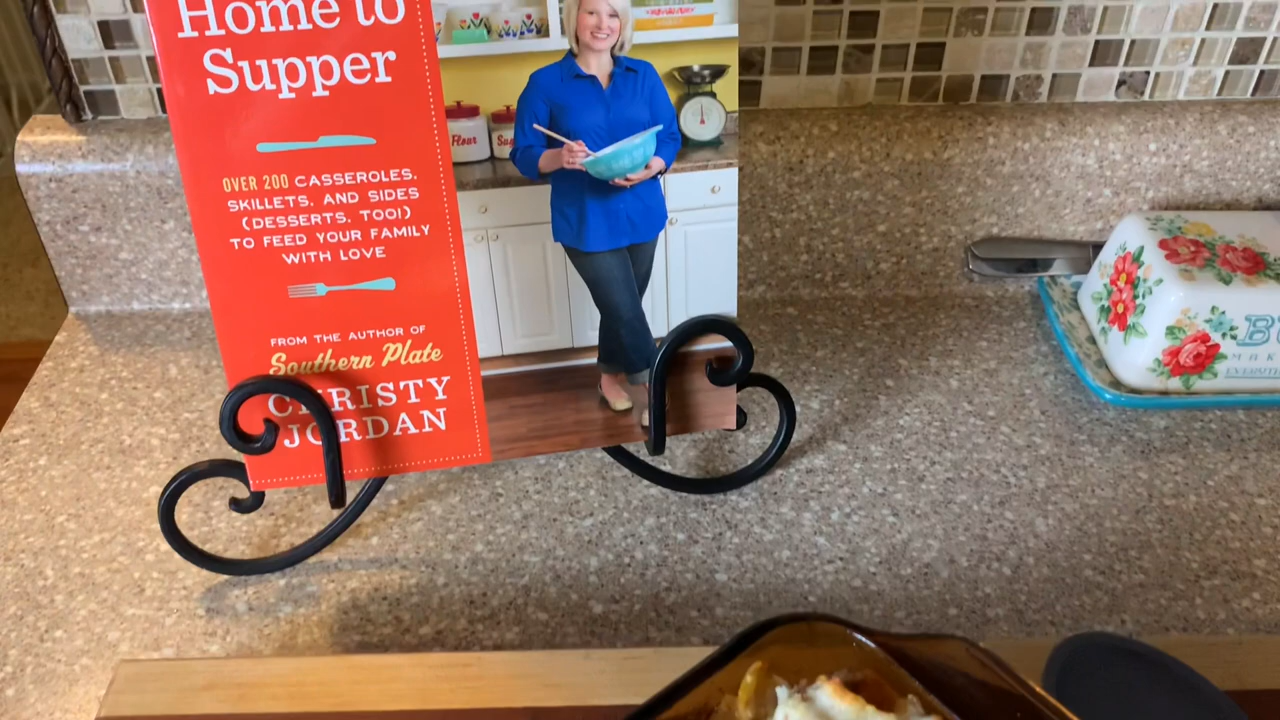 Home to
Supper
OVER 200 CASSEROLES,
SKILLETS, AND SIDES
(DESSERTS, TOO!)
TO FEED YOUR FAMILY
WITH LOVE
FROM THE AUTHOR OF
Southern Plate
CHRISTY
JORDAN
Flour